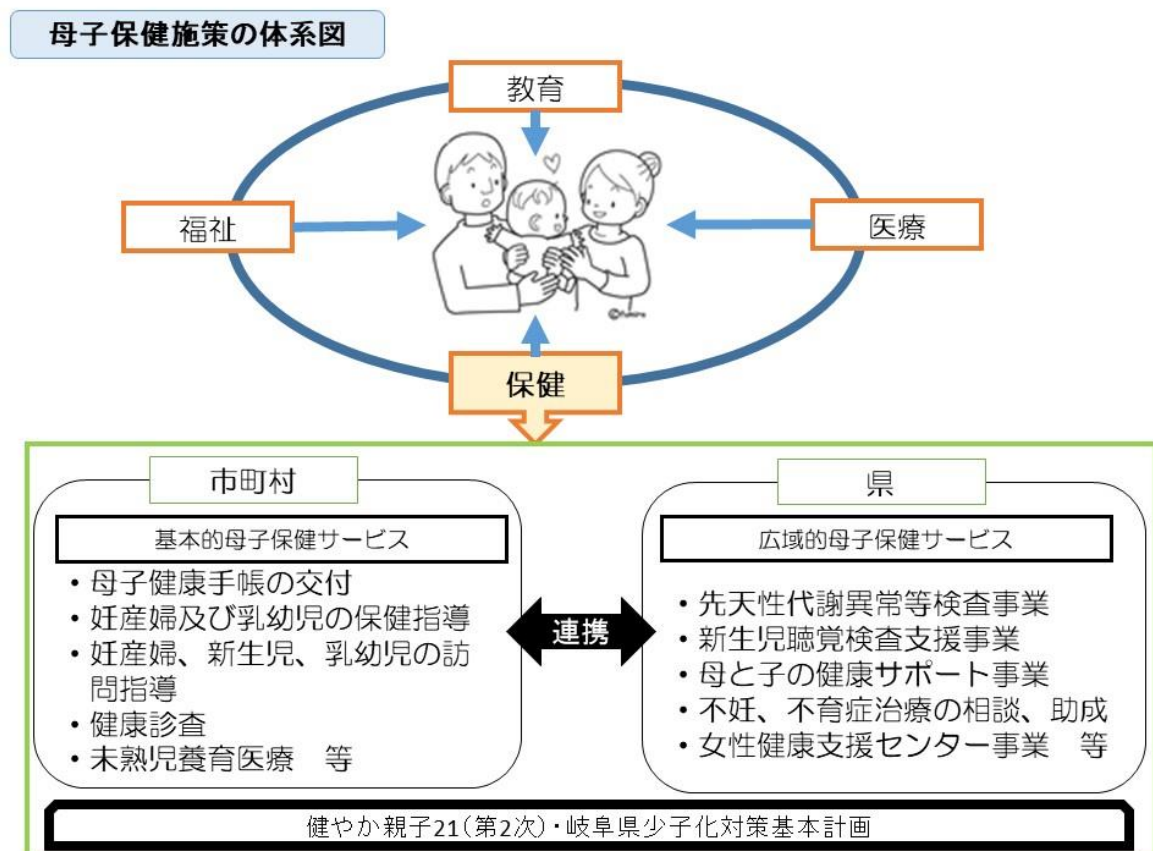 母子保健施策の体系図
教育
福祉
医療
保健
市町村
基本的母子保健サービス
・母子健康手帳の交付
・妊産婦及び乳幼児の保健指導
・妊産婦、新生児、乳幼児の訪
問指導
・健康診査
・未熟児養育医療　等
連携
県
広域的母子保健サービス
・先天性代謝異常等検査事業
・新生児聴覚検査支援事業
・母と子の健康サポート事業
・不妊、不育症治療の相談、助成
・女性健康支援センター事業　等
健やか親子21(第2次)・岐阜県少子化対策基本計画